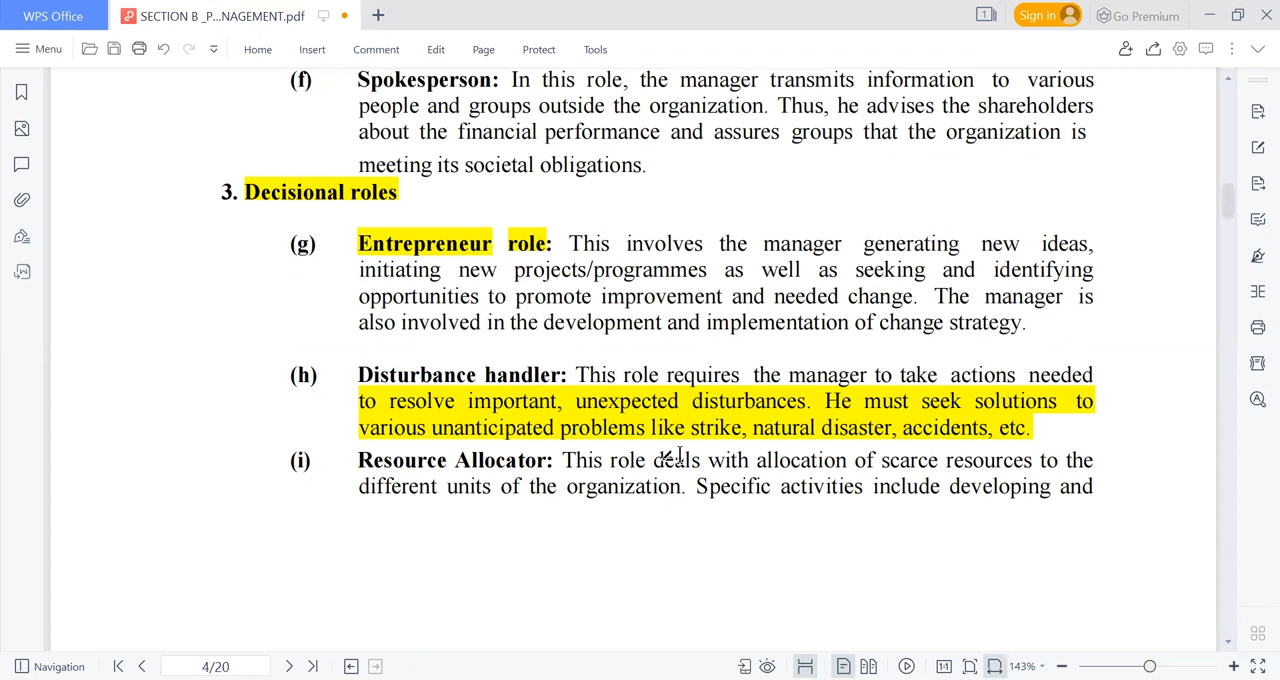 WPS Office
SECTION B _P...NAGEMENT.pdf
Sign in
Go Premium
Menu
Home Insert Comment Edit Page Protect Tools
(f) Spokesperson: In this role, the manager transmits information to various
people and groups outside the organization. Thus, he advises the shareholders
about the financial performance and assures groups that the organization is
meeting its societal obligations.
3. Decisional roles
(g) Entrepreneur role: This involves the manager generating new ideas,
initiating new projects/programmes as well as seeking and identifying
opportunities to promote improvement and needed change. The manager is
also involved in the development and implementation of change strategy.
(h) Disturbance handler: This role requires the manager to take actions needed
to resolve important, unexpected disturbances. He must seek solutions to
various unanticipated problems like strike, natural disaster, accidents, etc.
(i) Resource Allocator: This role deals with allocation of scarce resources to the
different units of the organization. Specific activities include developing and
Navigation
4/20
1:1
143%